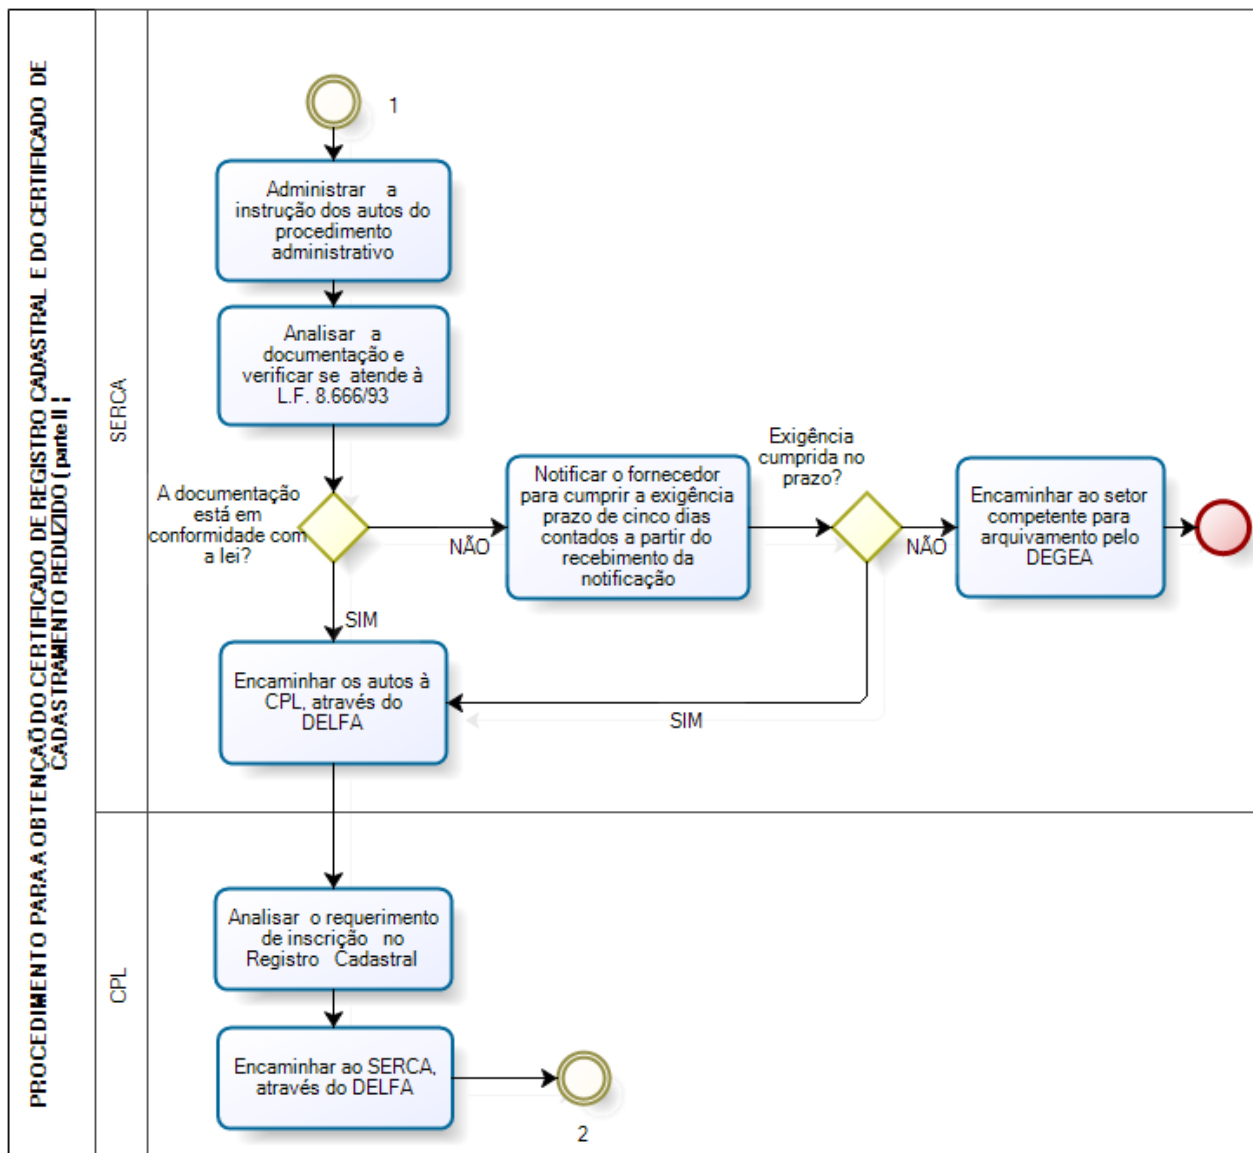 PROCEDIMENTO PARA A OBTENÇAÕ DO CERTIFICADO DE REGISTRO CADASTRAL E DO CERTIFICADO DE
CADASTRAMENTO REDUZIDO ( parte II )
SERCA
1
Administrar a
instrução dos autos do
procedimento
administrativo
Analisar a
documentação e
verificar se atende à
L.F. 8.666/93
A documentação
está em
conformidade com
a lei?
NÃO
SIM
Notificar o fornecedor
para cumprir a exigência
prazo de cinco dias
contados a partir do
recebimento da
notificação
Exigência
cumprida no
prazo?
NÃO
SIM
Encaminhar ao setor
competente para
arquivamento pelo
DEGEA
Encaminhar os autos à
CPL, através do
DELFA
CPL
Analisar o requerimento
de inscrição no
Registro Cadastral
Encaminhar ao SERCA,
através do DELFA
2